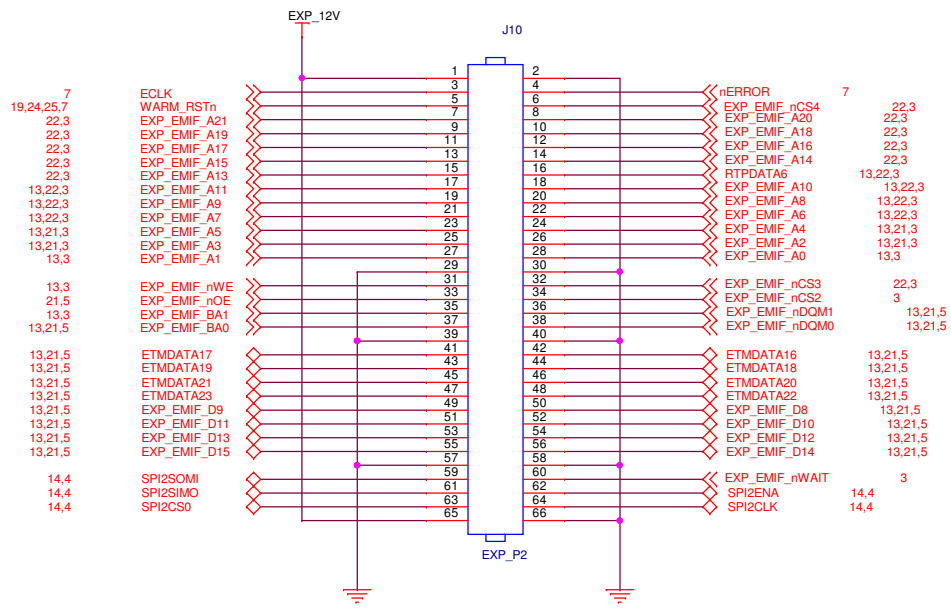 EXP_12V
J10
1 2
7 ECLK 3 4 nERROR 7
19,24,25,7 WARM_RSTn 5 6 EXP_EMIF_nCS4 22,3
22,3 EXP_EMIF_A21 7 8 EXP_EMIF_A20 22,3
22,3 EXP_EMIF_A19 9 10 EXP_EMIF_A18 22,3
22,3 EXP_EMIF_A17 11 12 EXP_EMIF_A16 22,3
22,3 EXP_EMIF_A15 13 14 EXP_EMIF_A14 22,3
22,3 EXP_EMIF_A13 15 16 RTPDATA6 13,22,3
13,22,3 EXP_EMIF_A11 17 18 EXP_EMIF_A10 13,22,3
13,22,3 EXP_EMIF_A9 19 20 EXP_EMIF_A8 13,22,3
13,22,3 EXP_EMIF_A7 21 22 EXP_EMIF_A6 13,22,3
13,21,3 EXP_EMIF_A5 23 24 EXP_EMIF_A4 13,21,3
13,21,3 EXP_EMIF_A3 25 26 EXP_EMIF_A2 13,21,3
13,3 EXP_EMIF_A1 27 28 EXP_EMIF_A0 13,3
29 30
13,3 EXP_EMIF_nWE 31 32 EXP_EMIF_nCS3 22,3
21,5 EXP_EMIF_nOE 33 34 EXP_EMIF_nCS2 3
13,3 EXP_EMIF_BA1 35 36 EXP_EMIF_nDQM1 13,21,5
13,21,5 EXP_EMIF_BA0 37 38 EXP_EMIF_nDQM0 13,21,5
39 40
13,21,5 ETMDATA17 41 42 ETMDATA16 13,21,5
13,21,5 ETMDATA19 43 44 ETMDATA18 13,21,5
13,21,5 ETMDATA21 45 46 ETMDATA20 13,21,5
13,21,5 ETMDATA23 47 48 ETMDATA22 13,21,5
13,21,5 EXP_EMIF_D9 49 50 EXP_EMIF_D8 13,21,5
13,21,5 EXP_EMIF_D11 51 52 EXP_EMIF_D10 13,21,5
13,21,5 EXP_EMIF_D13 53 54 EXP_EMIF_D12 13,21,5
13,21,5 EXP_EMIF_D15 55 56 EXP_EMIF_D14 13,21,5
57 58
14,4 SPI2SOMI 59 60 EXP_EMIF_nWAIT 3
14,4 SPI2SIMO 61 62 SPI2ENA 14,4
14,4 SPI2CS0 63 64 SPI2CLK 14,4
65 66
EXP_P2